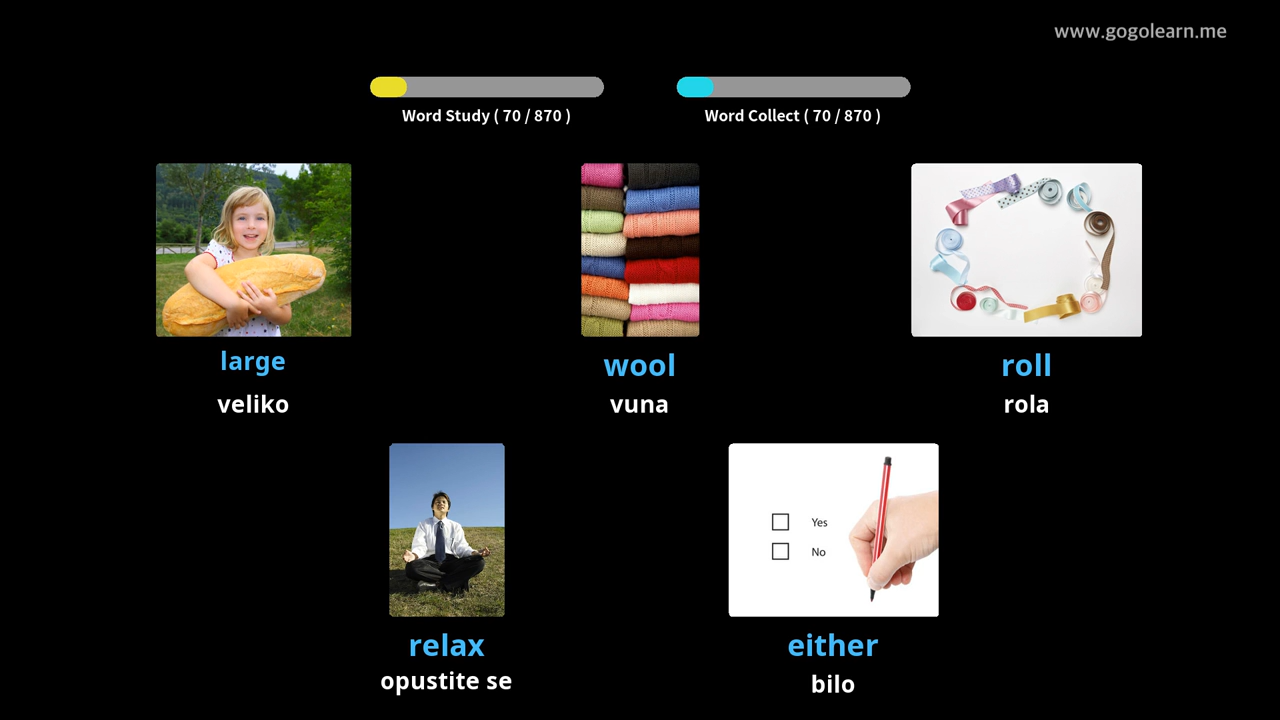 www.gogolearn.me
Word Study ( 70 / 870 )
Word Collect ( 70 / 870 )
large
veliko
wool
vuna
roll
rola
Yes
No
relax
opustite se
either
bilo